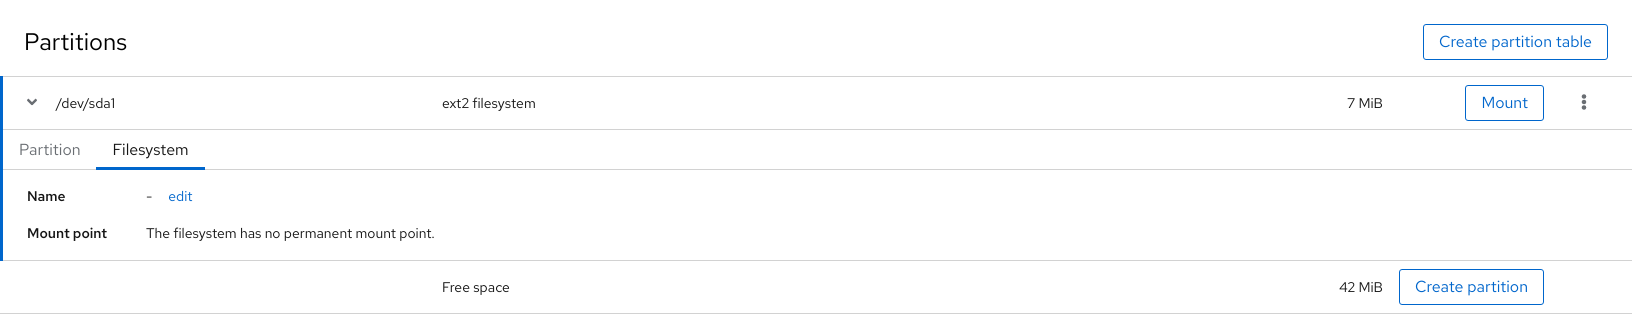 Partitions
Create partition table
/dev/sda1 ext2 filesystem 7 MiB Mount
Partition Filesystem
Name - edit
Mount point The filesystem has no permanent mount point.
Free space 42 MiB Create partition